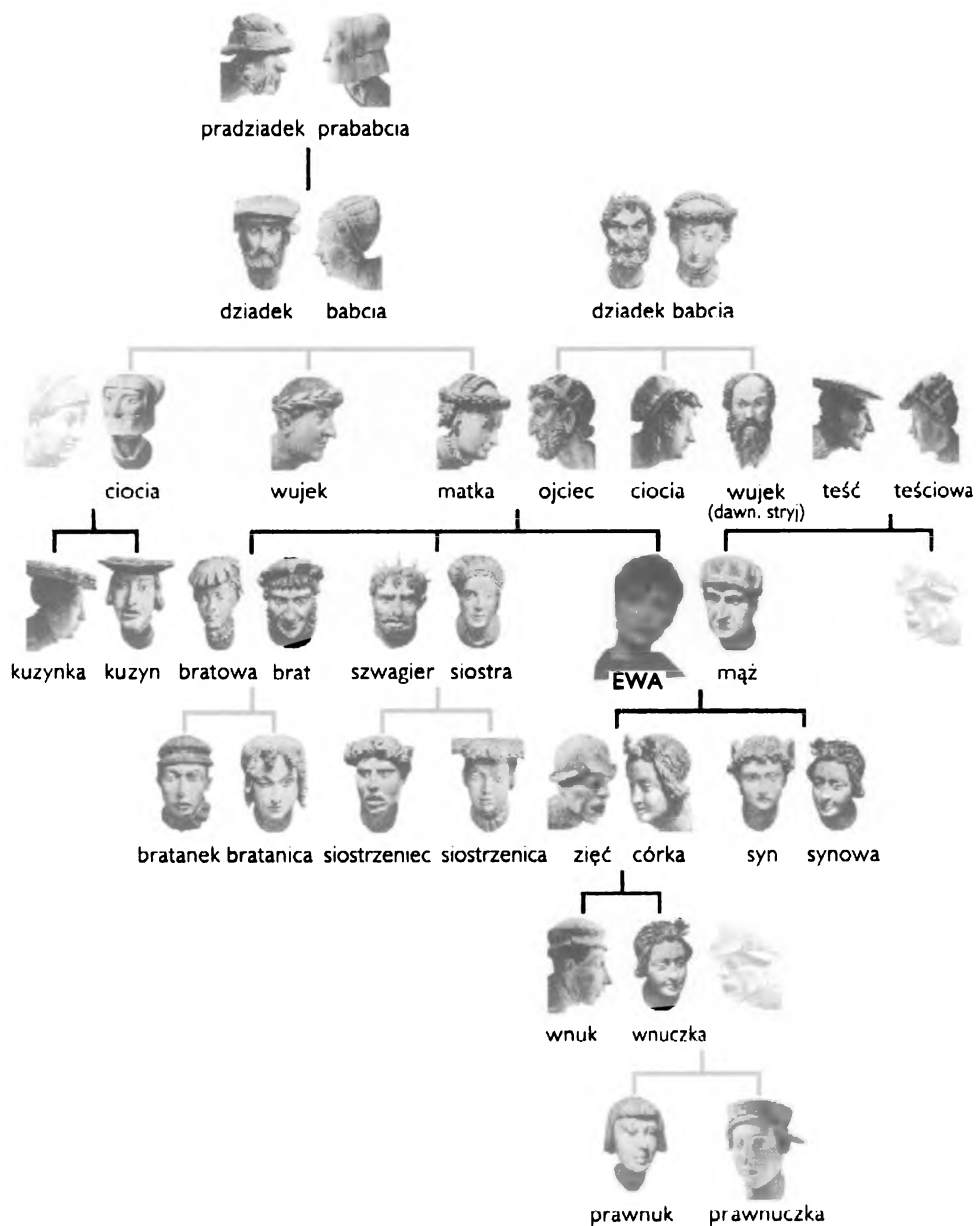 pradziadek prababcia
dziadek babcia dziadek babcia
ciocia wujek matka ojciec ciocia wujek teść teściowa
(dawn. stryj)
kuzynka kuzyn bratowa brat szwagier siostra EWA mąż
bratanek bratanica siostrzeniec siostrzenica zięć córka syn synowa
wnuk wnuczka
prawnuk prawnuczka